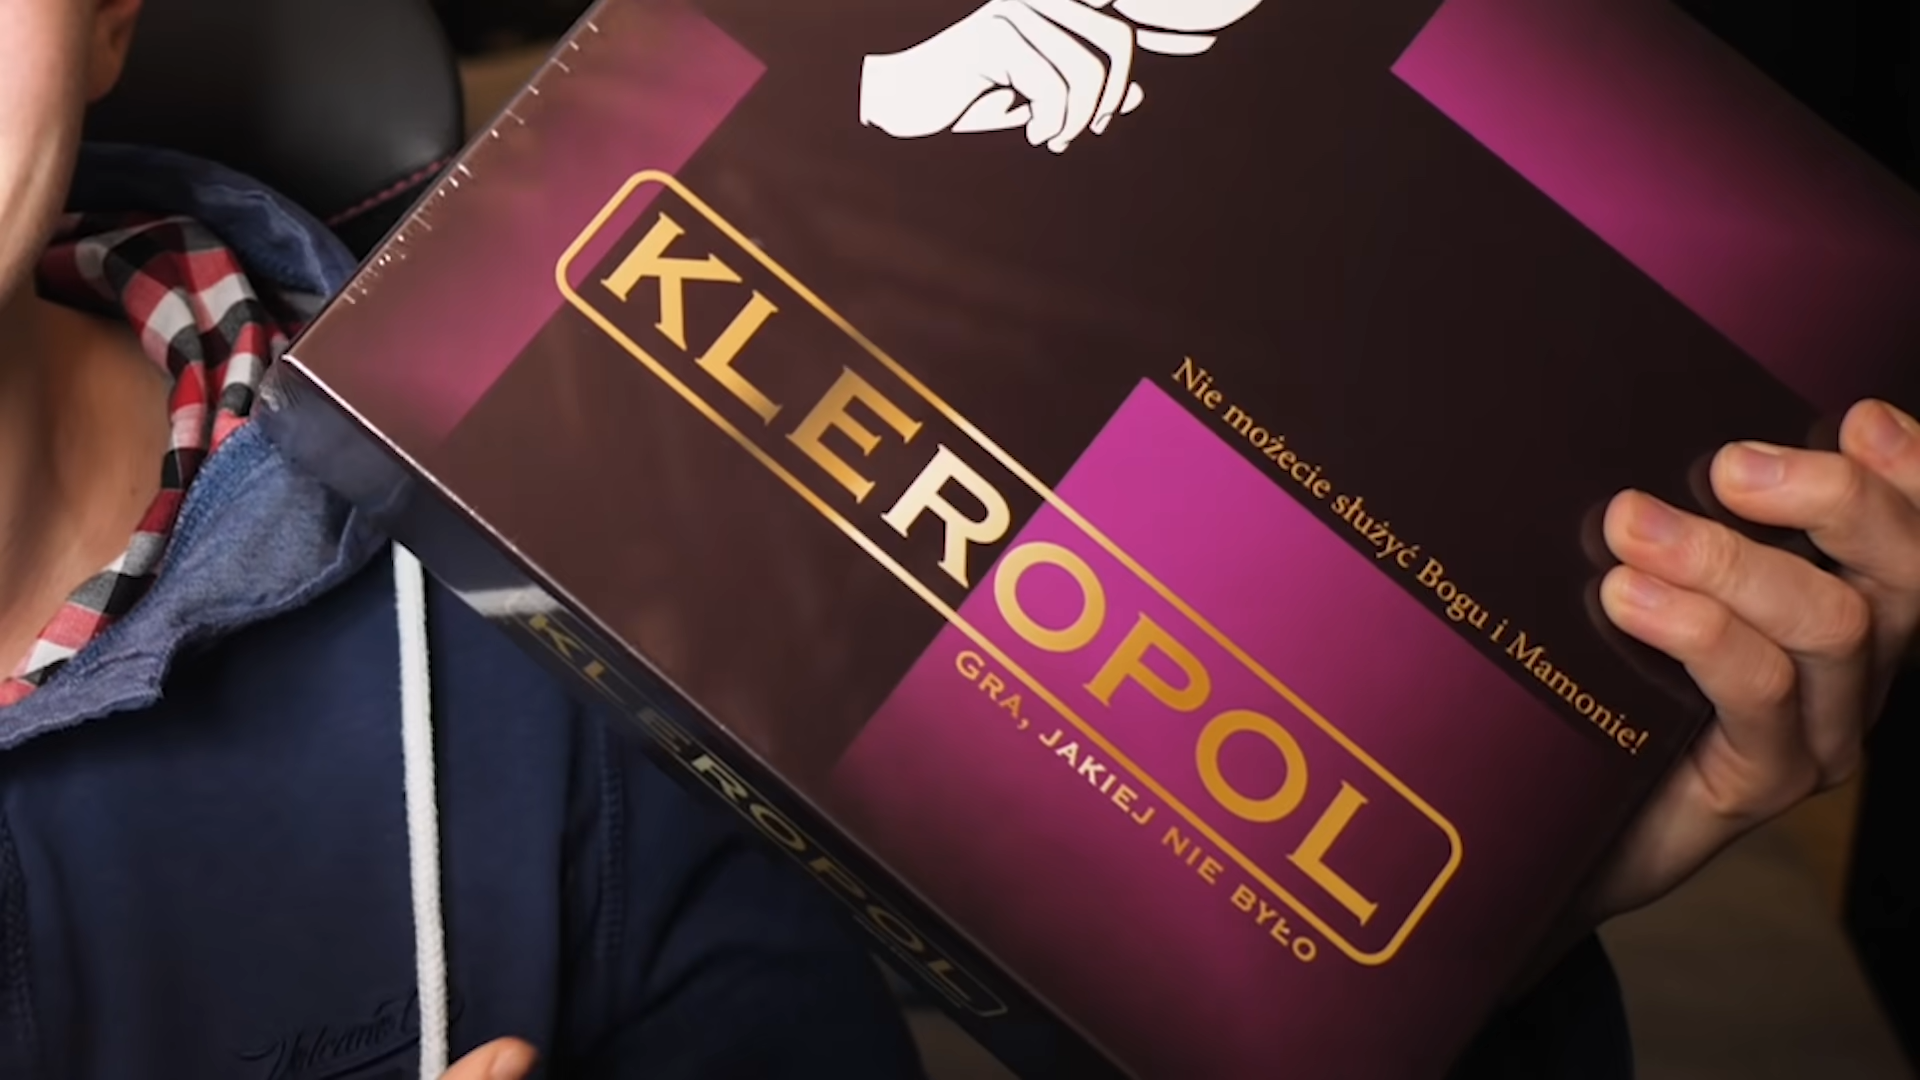 KLEROPOL
Nie możecie służyć Bogu i Mamonie!
GRA, JAKIEJ NIE BYŁO
KLEROPOL